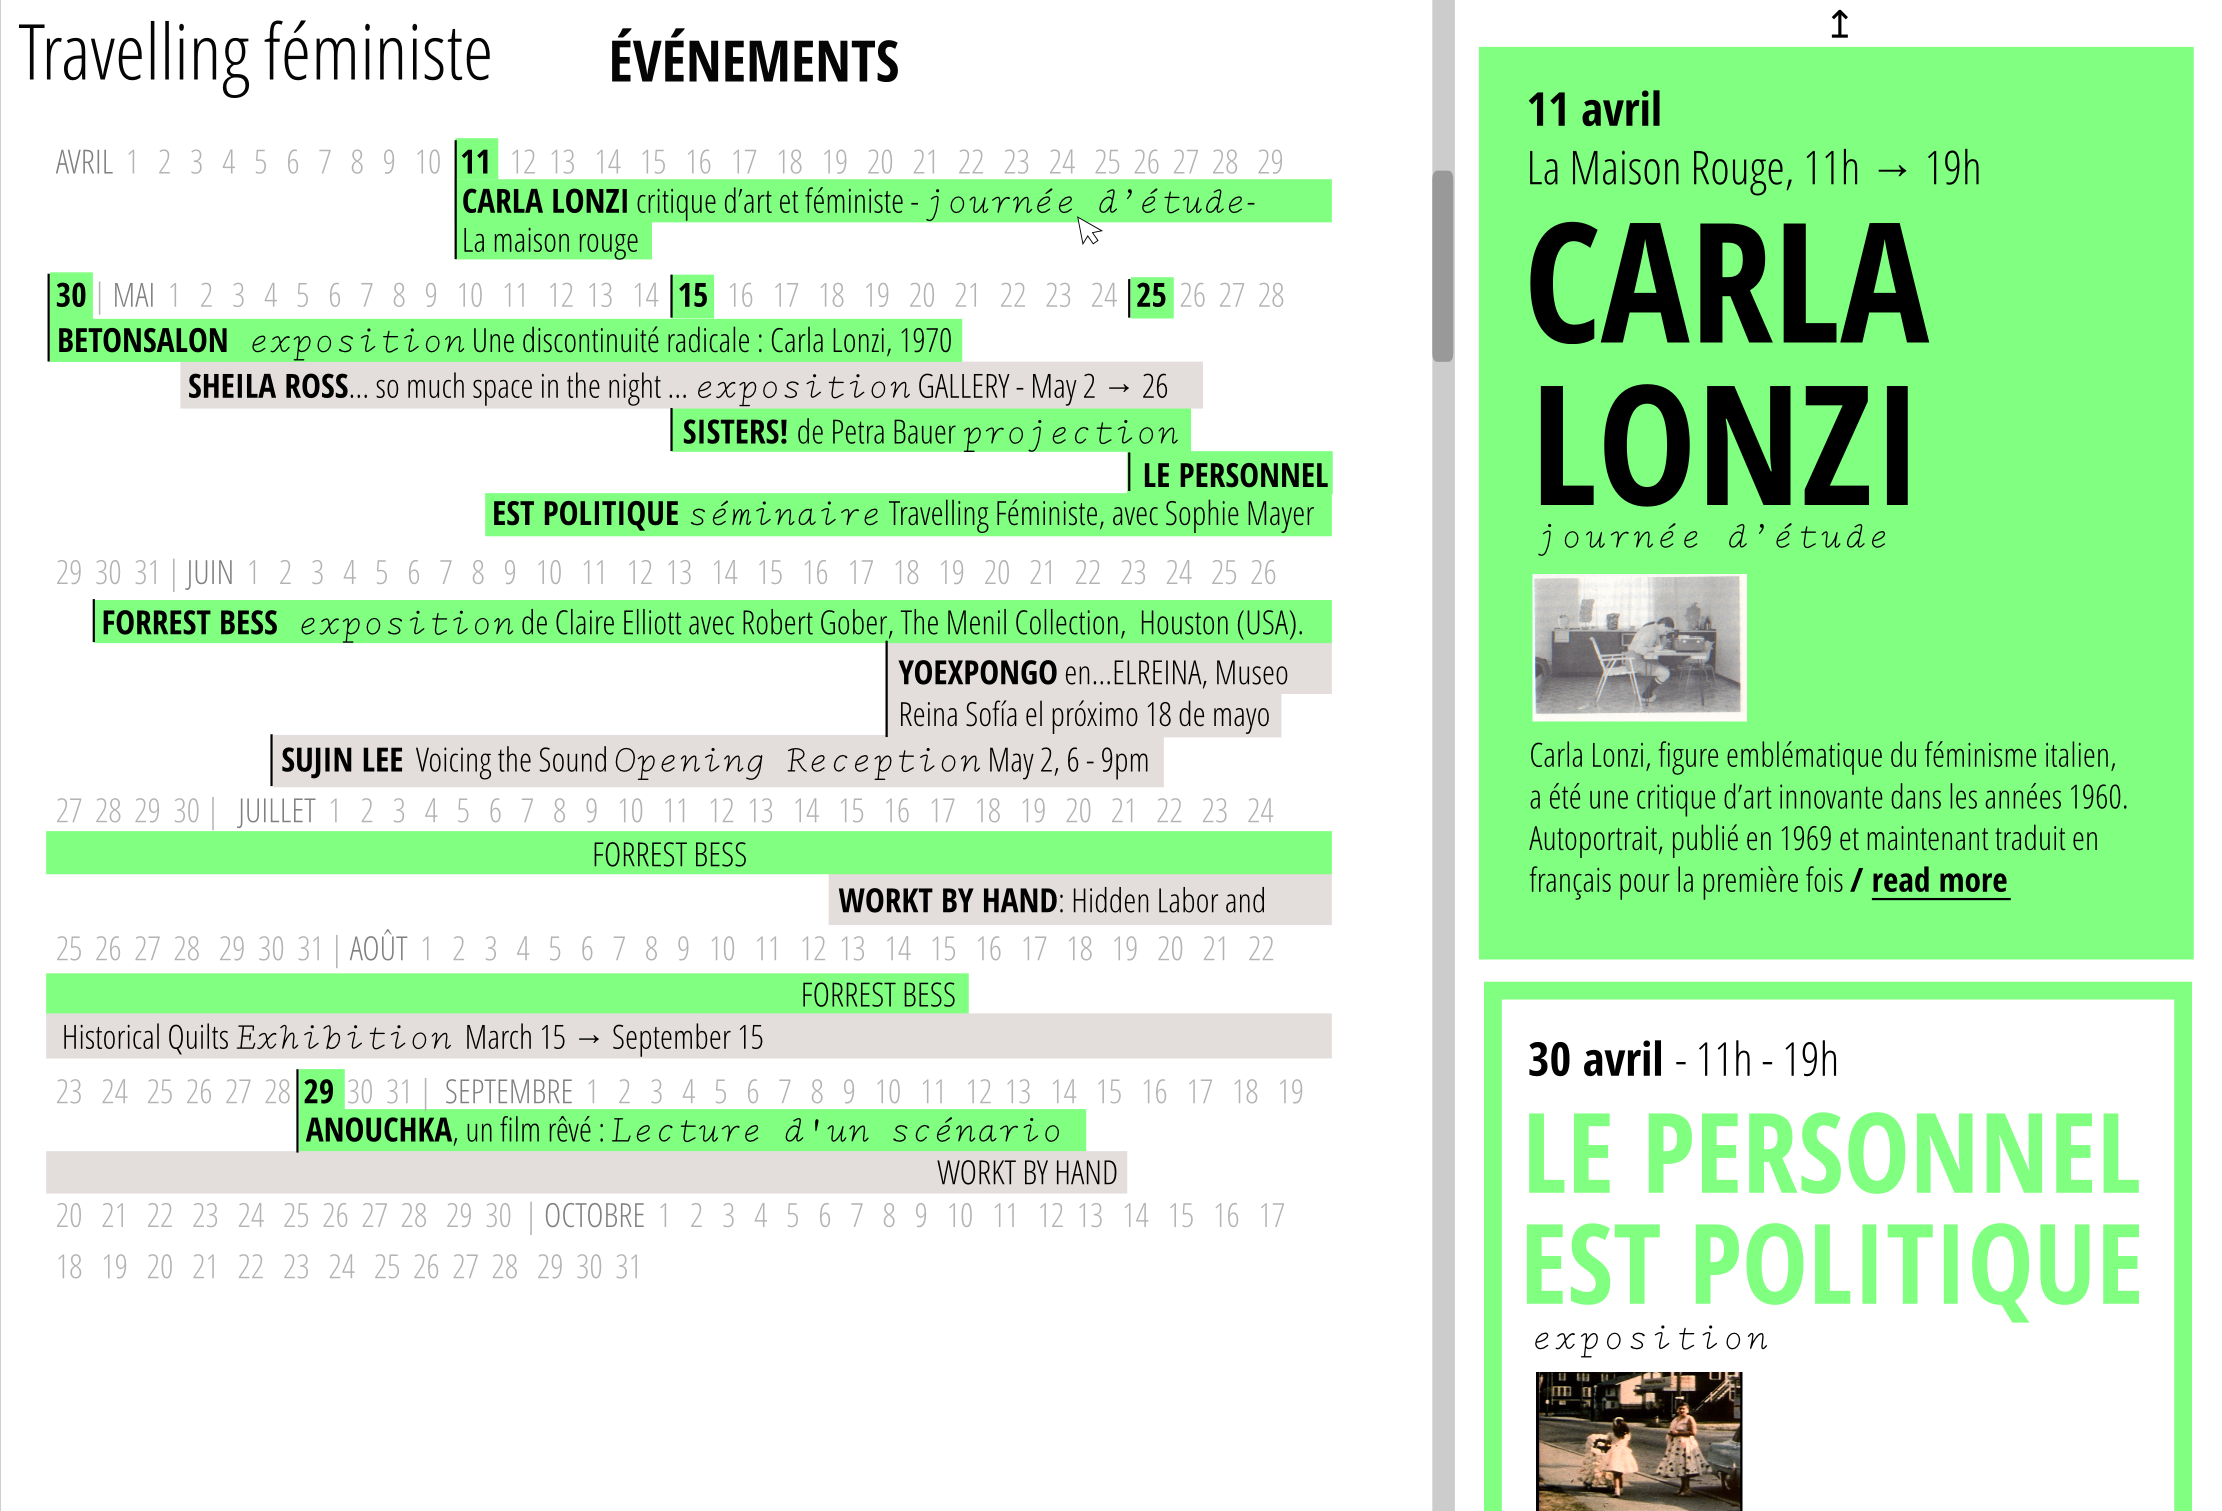 Travelling féministe
ÉVÉNEMENTS
AVRIL 1 2 3 4 5 6 7 8 9 10 11 12 13 14 15 16 17 18 19 20 21 22 23 24 25 26 27 28 29
CARLA LONZI critique d’art et féministe - journée d’étude-
La maison rouge
30 | MAI 1 2 3 4 5 6 7 8 9 10 11 12 13 14 15 16 17 18 19 20 21 22 23 24 25 26 27 28
BETONSALON exposition Une discontinuité radicale : Carla Lonzi, 1970
SHEILA ROSS... so much space in the night ... exposition GALLERY - May 2 → 26
SISTERS! de Petra Bauer projection
LE PERSONNEL
EST POLITIQUE séminaire Travelling Féministe, avec Sophie Mayer
29 30 31 | JUIN 1 2 3 4 5 6 7 8 9 10 11 12 13 14 15 16 17 18 19 20 21 22 23 24 25 26
FORREST BESS exposition de Claire Elliott avec Robert Gober, The Menil Collection, Houston (USA).
YOEXPONGO en...ELREINA, Museo
Reina Sofía el próximo 18 de mayo
SUJIN LEE Voicing the Sound Opening Reception May 2, 6 - 9pm
27 28 29 30 | JUILLET 1 2 3 4 5 6 7 8 9 10 11 12 13 14 15 16 17 18 19 20 21 22 23 24
FORREST BESS
WORKT BY HAND: Hidden Labor and
25 26 27 28 29 30 31 | AOÛT 1 2 3 4 5 6 7 8 9 10 11 12 13 14 15 16 17 18 19 20 21 22
FORREST BESS
Historical Quilts Exhibition March 15 → September 15
23 24 25 26 27 28 29 30 31 | SEPTEMBRE 1 2 3 4 5 6 7 8 9 10 11 12 13 14 15 16 17 18 19
ANOUCHKA, un film rêvé : Lecture d'un scénario
WORKT BY HAND
20 21 22 23 24 25 26 27 28 29 30 | OCTOBRE 1 2 3 4 5 6 7 8 9 10 11 12 13 14 15 16 17
18 19 20 21 22 23 24 25 26 27 28 29 30 31
↥
11 avril
La Maison Rouge, 11h → 19h
CARLA
LONZI
journée d’étude
Carla Lonzi, figure emblématique du féminisme italien,
a été une critique d’art innovante dans les années 1960.
Autoportrait, publié en 1969 et maintenant traduit en
français pour la première fois / read more
30 avril - 11h - 19h
LE PERSONNEL
EST POLITIQUE
exposition